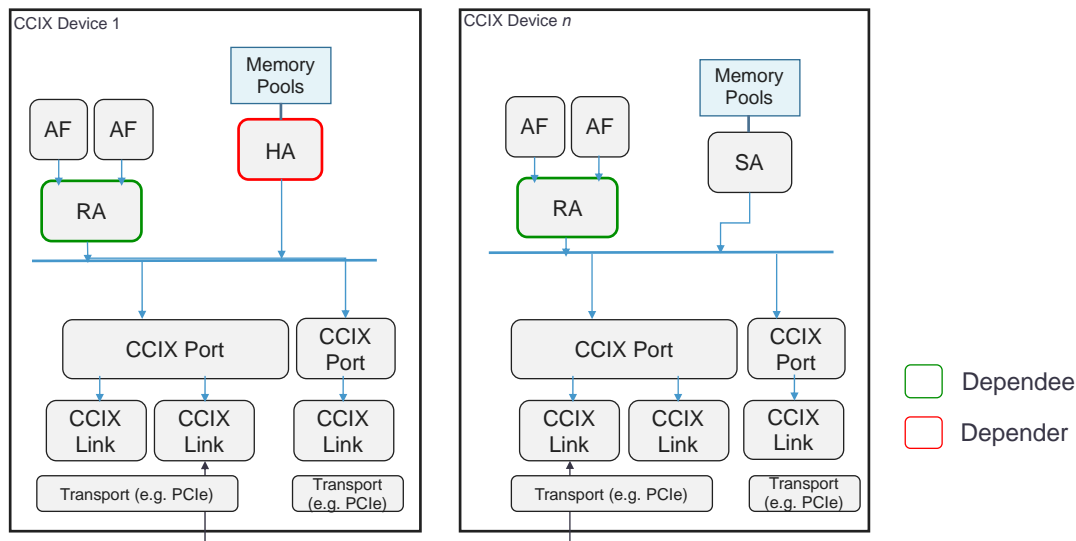 CCIX Device 1
Memory
Pools
AF
AF
HA
RA
CCIX Port
CCIX
Port
CCIX
Link
CCIX
Link
CCIX
Link
Transport (e.g. PCIe)
Transport
(e.g. PCIe)
CCIX Device n
Memory
Pools
AF
AF
SA
RA
CCIX Port
CCIX
Port
CCIX
Link
CCIX
Link
CCIX
Link
Transport (e.g. PCIe)
Transport
(e.g. PCIe)
Dependee
Depender